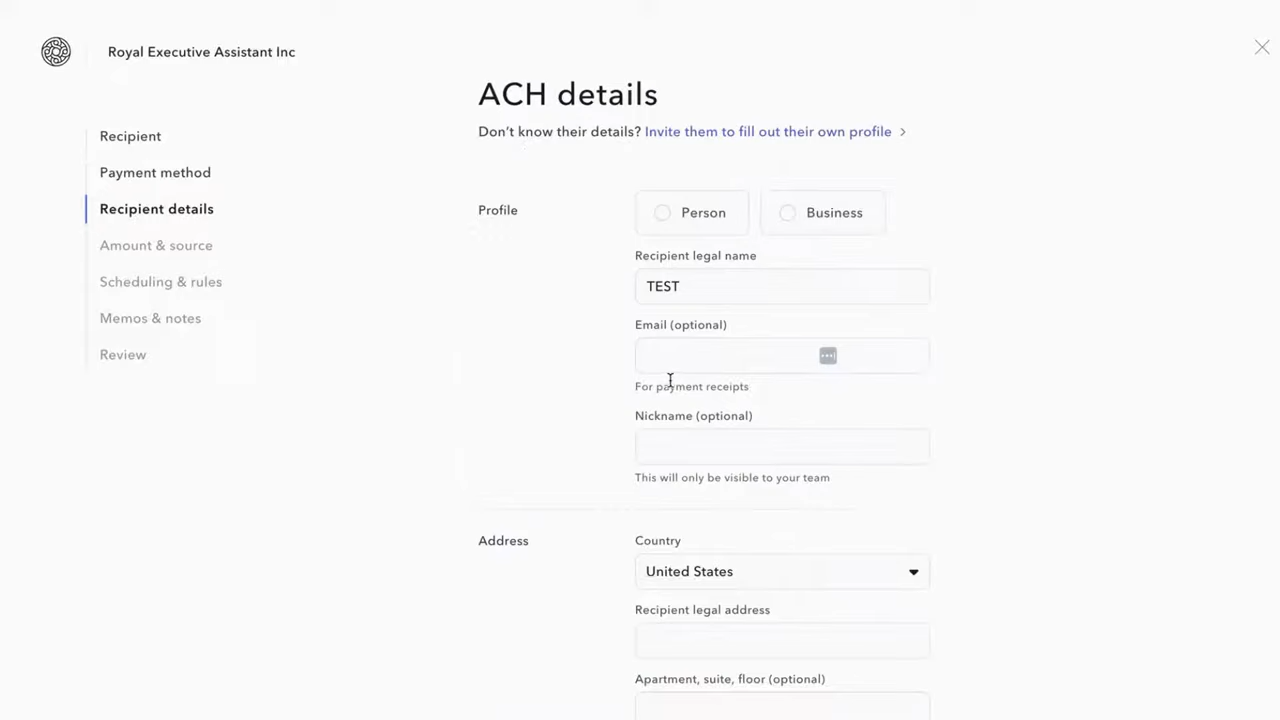 Royal Executive Assistant Inc
ACH details
Don't know their details? Invite them to fill out their own profile
Recipient
Payment method
Recipient details
Amount & source
Scheduling & rules
Memos & notes
Review
Profile
Person
Business
Recipient legal name
TEST
Email (optional)
For payment receipts
Nickname (optional)
This will only be visible to your team
Address
Country
United States
Recipient legal address
Apartment, suite, floor (optional)